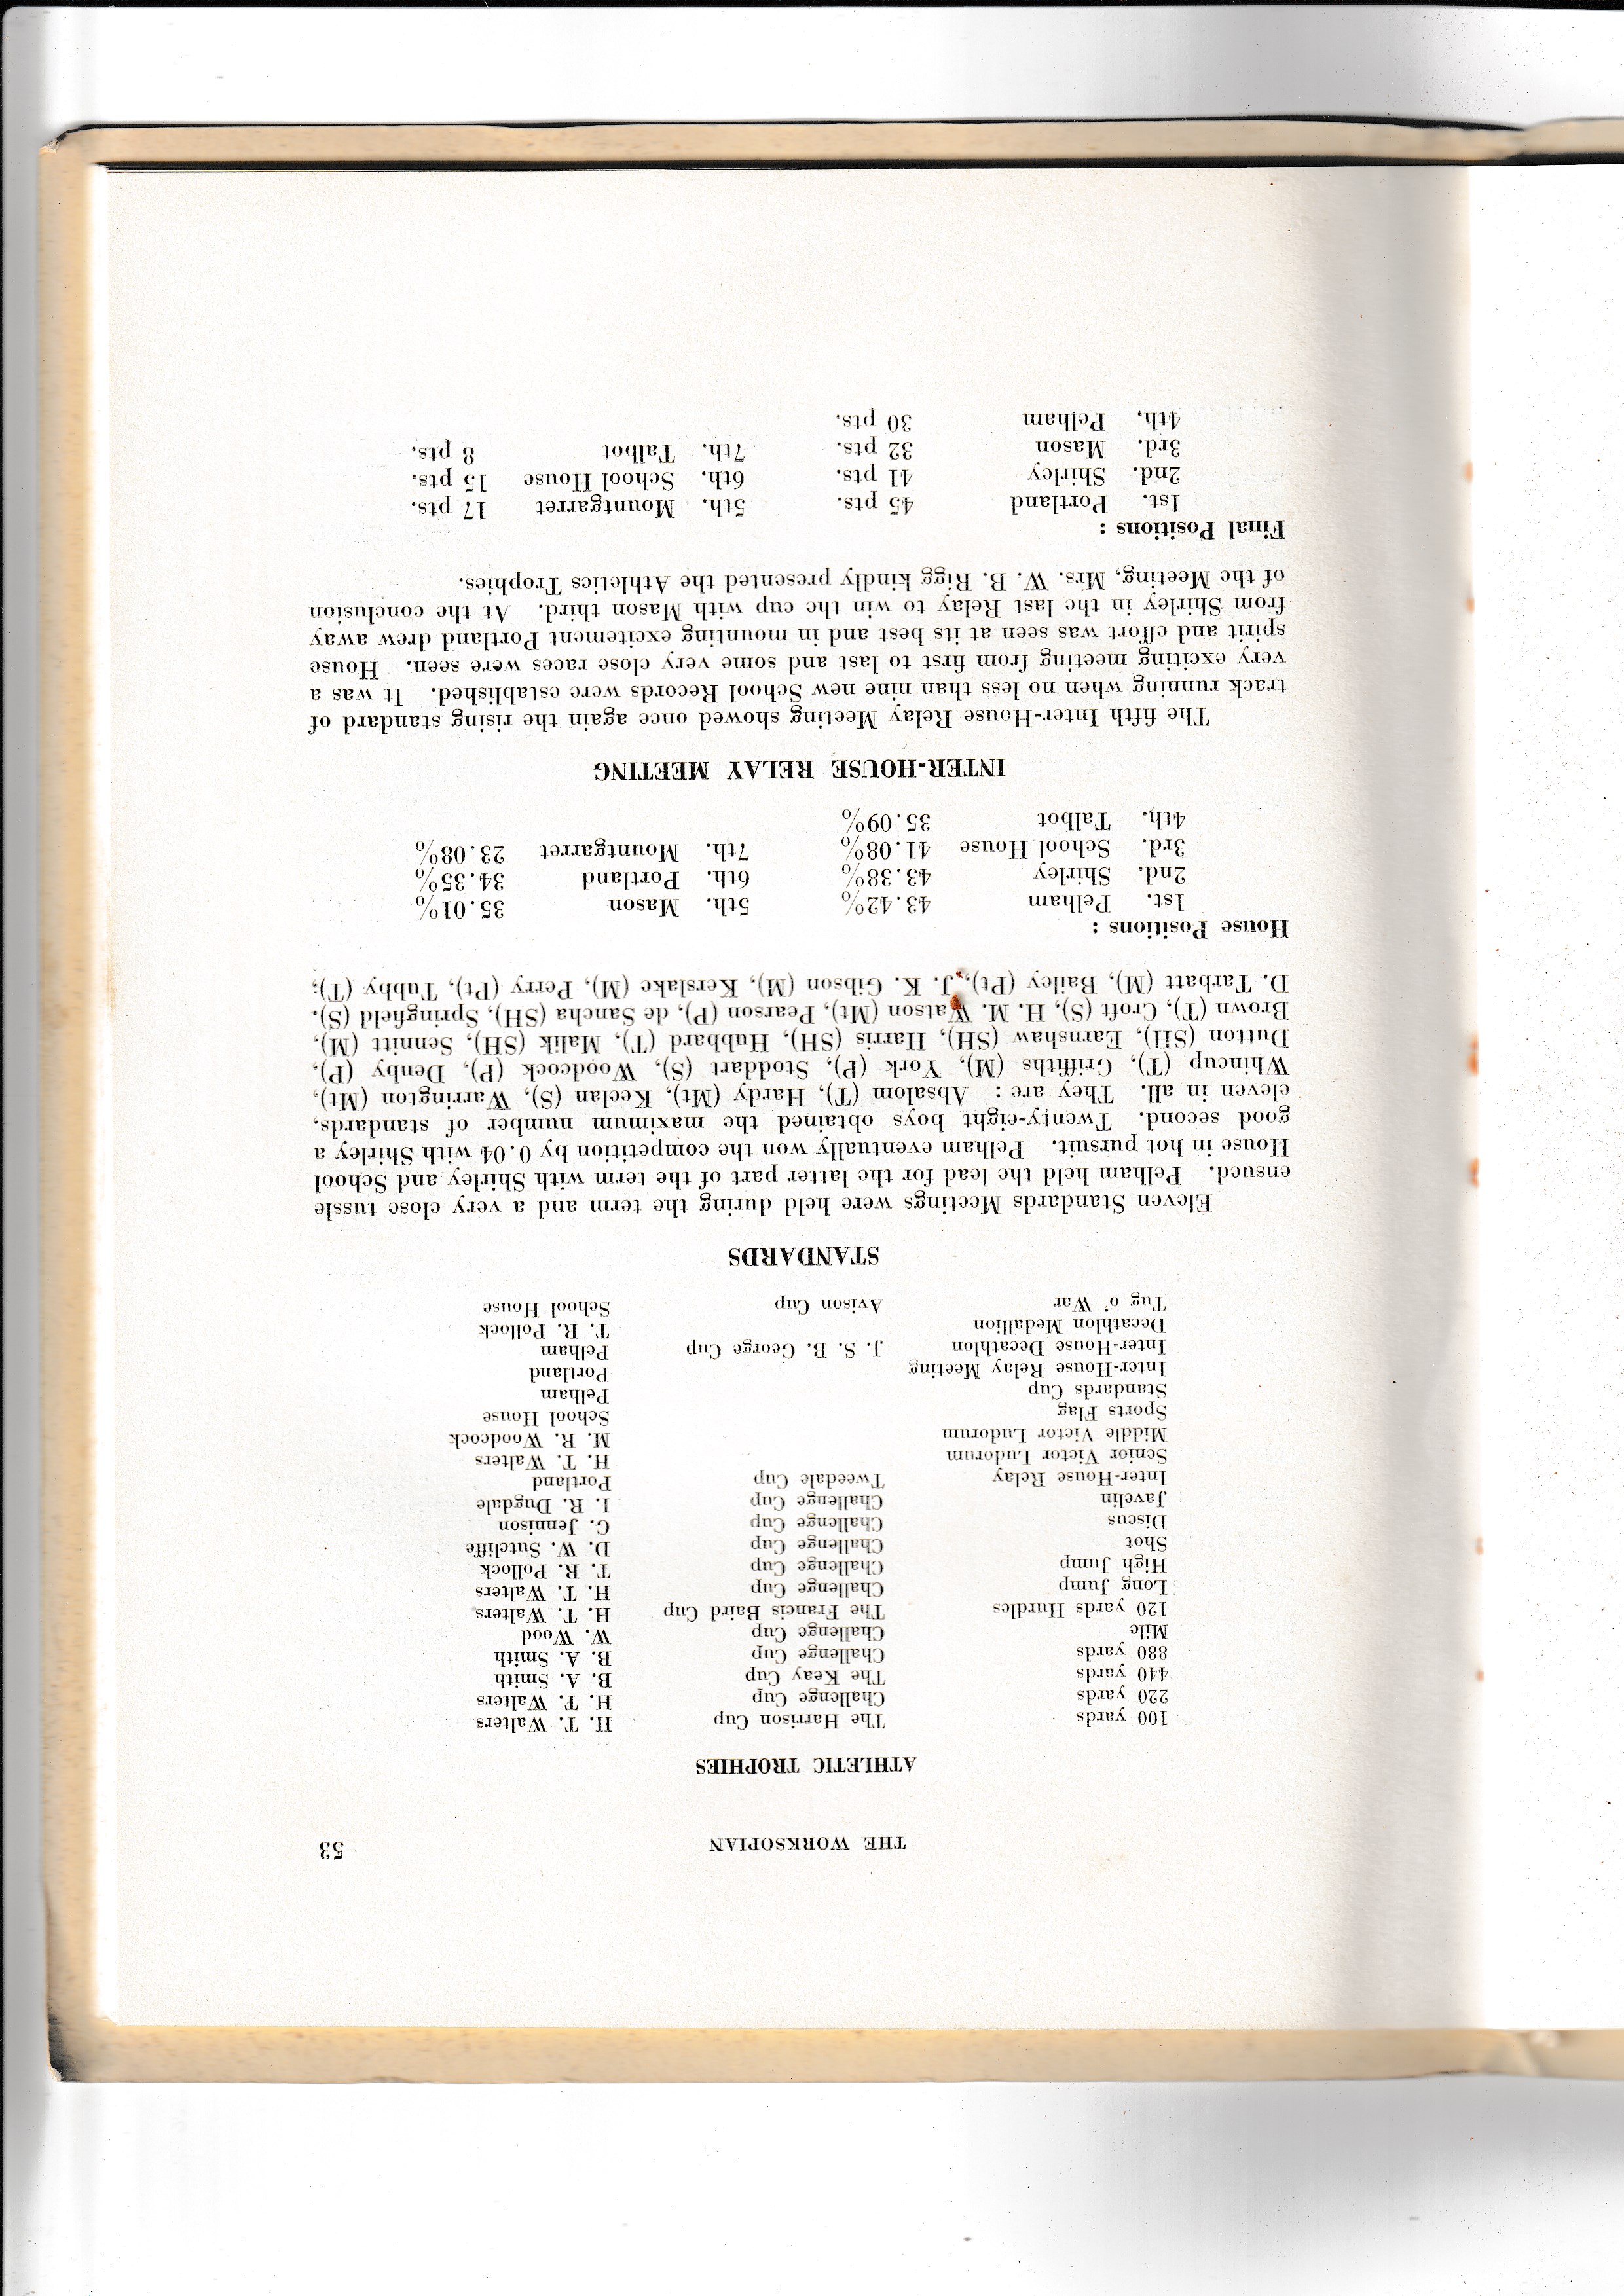 THE WORKSOPIAN 53
ATHLETIC TROPHIES
100 yards The Harrison Cup H. T. Walters
220 yards Challenge Cup H. T. Walters
440 yards The Keay Cup B. A. Smith
880 yards Challenge Cup B. A. Smith
Mile Challenge Cup W. Wood
120 yards Hurdles The Francis Baird Cup H. T. Walters
Long Jump Challenge Cup H. T. Walters
High Jump Challenge Cup T. R. Pollock
Shot Challenge Cup D. W. Sutcliffe
Discus Challenge Cup G. Jennison
Javelin Challenge Cup I. R. Dugdale
Inter-House Relay Tweedale Cup Portland
Senior Victor Ludorum H. T. Walters
Middle Victor Ludorum M. R. Woodcock
Sports Flag School House
Standards Cup Pelham
Inter-House Relay Meeting Portland
Inter-House Decathlon J. S. B. George Cup Pelham
Decathlon Medallion T. R. Pollock
Tug o' War Avison Cup School House
STANDARDS
Eleven Standards Meetings were held during the term and a very close tussle
ensued. Pelham held the lead for the latter part of the term with Shirley and School
House in hot pursuit. Pelham eventually won the competition by 0.04 with Shirley a
good second. Twenty-eight boys obtained the maximum number of standards,
eleven in all. They are : Absalom (T), Hardy (Mt), Keelan (S), Warrington (Mt),
Whincup (T), Griffiths (M), York (P), Stoddart (S), Woodcock (P), Denby (P),
Dutton (SH), Earnshaw (SH), Harris (SH), Hubbard (T), Malik (SH), Sennitt (M),
Brown (T), Croft (S), H. M. Watson (Mt), Pearson (P), de Sancha (SH), Springfield (S).
D. Tarbatt (M), Bailey (Pt), J. K. Gibson (M), Kerslake (M), Perry (Pt), Tubby (T);
House Positions :
1st. Pelham 43.42% 5th. Mason 35.01%
2nd. Shirley 43.38% 6th. Portland 34.35%
3rd. School House 41.08% 7th. Mountgarret 23.08%
4th. Talbot 35.09%
INTER-HOUSE RELAY MEETING
The fifth Inter-House Relay Meeting showed once again the rising standard of
track running when no less than nine new School Records were established. It was a
very exciting meeting from first to last and some very close races were seen. House
spirit and effort was seen at its best and in mounting excitement Portland drew away
from Shirley in the last Relay to win the cup with Mason third. At the conclusion
of the Meeting, Mrs. W. B. Rigg kindly presented the Athletics Trophies.
Final Positions :
1st. Portland 45 pts. 5th. Mountgarret 17 pts.
2nd. Shirley 41 pts. 6th. School House 15 pts.
3rd. Mason 32 pts. 7th. Talbot 8 pts.
4th, Pelham 30 pts.